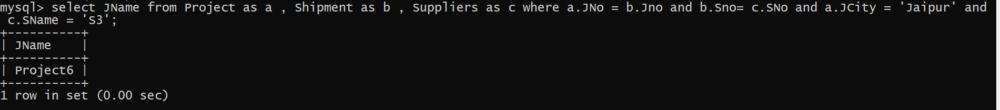 mysql> select JName from Project as a , Shipment as b , Suppliers as c where a.JNo = b.Jno and b.Sno= c.SNo and a.JCity = 'Jaipur' and
 c.SName = 'S3';
+----------+
| JName    |
+----------+
| Project6 |
+----------+
1 row in set (0.00 sec)